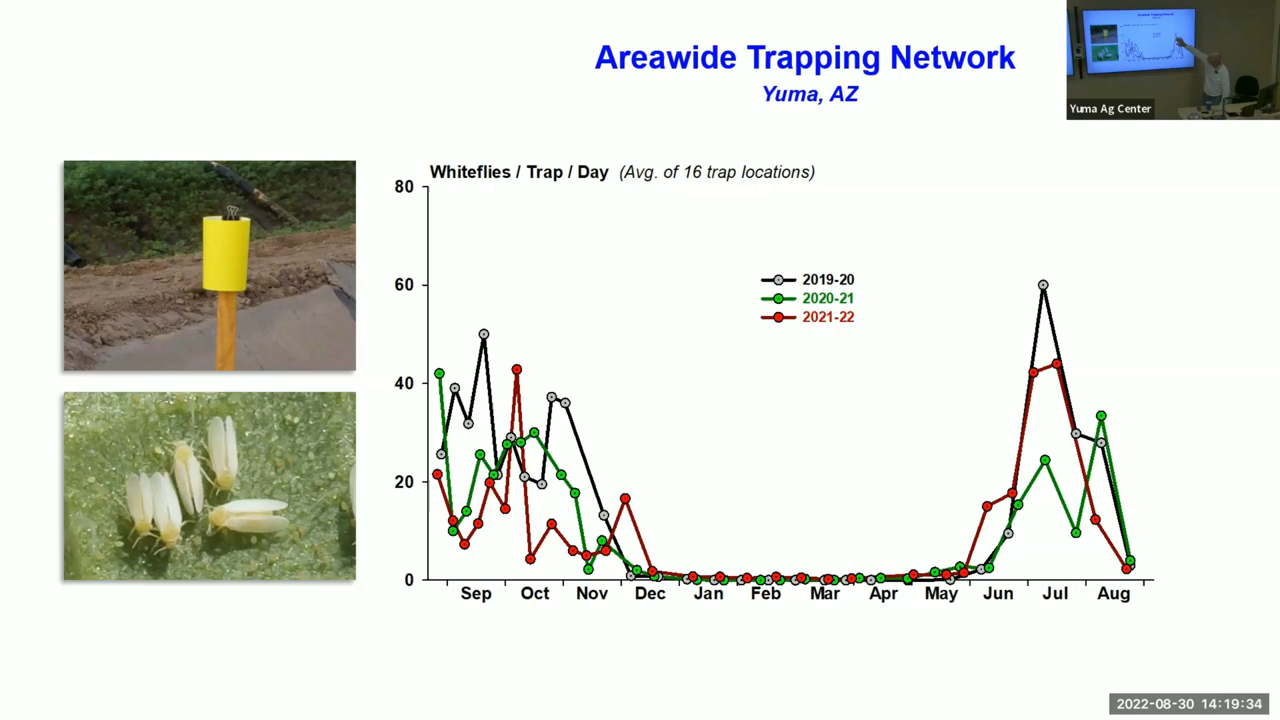 Areawide Trapping Network
Yuma, AZ
Yuma Ag Center
Whiteflies / Trap / Day (Avg. of 16 trap locations)
80
60
40
20
0
2019-20
2020-21
2021-22
Sep Oct Nov Dec Jan Feb Mar Apr May Jun Jul Aug
2022-08-30 14:19:34